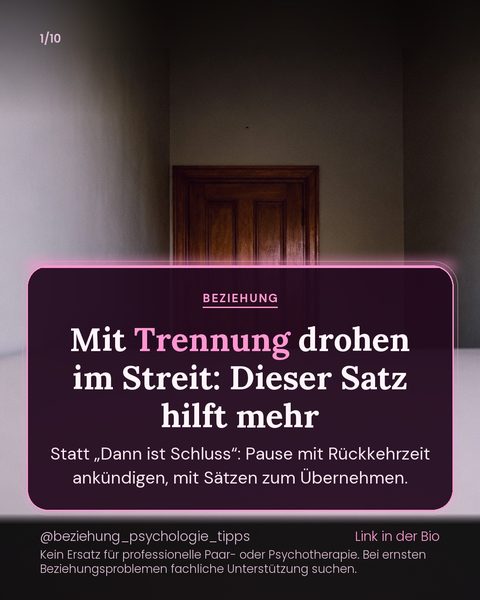 1/10
BEZIEHUNG
Mit Trennung drohen
im Streit: Dieser Satz
hilft mehr
Statt „Dann ist Schluss“: Pause mit Rückkehrzeit
ankündigen, mit Sätzen zum Übernehmen.
@beziehung_psychologie_tipps
Link in der Bio
Kein Ersatz für professionelle Paar- oder Psychotherapie. Bei ernsten
Beziehungsproblemen fachliche Unterstützung suchen.